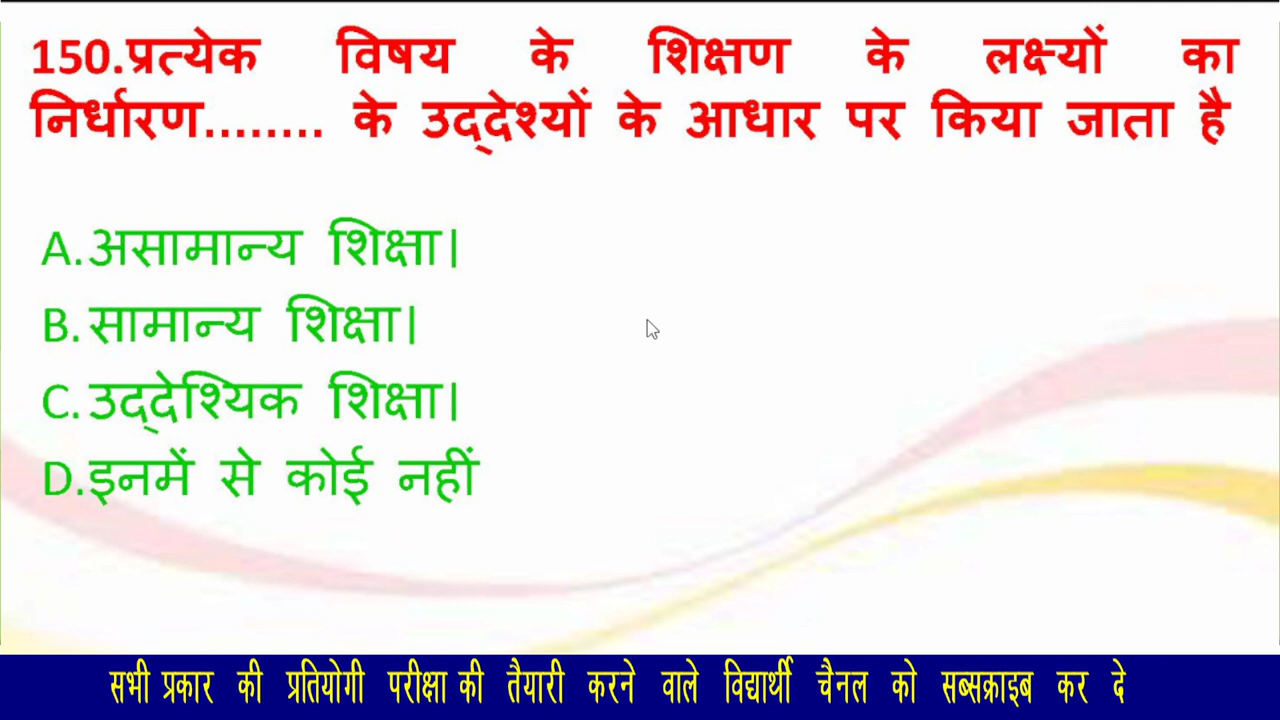 150.प्रत्येक विषय के शिक्षण के लक्ष्यों का
निर्धारण........ के उद्देश्यों के आधार पर किया जाता है
A.असामान्य शिक्षा।
B.सामान्य शिक्षा।
C.उद्देश्यिक शिक्षा।
D.इनमें से कोई नहीं
सभी प्रकार की प्रतियोगी परीक्षा की तैयारी करने वाले विद्यार्थी चैनल को सब्सक्राइब कर दे